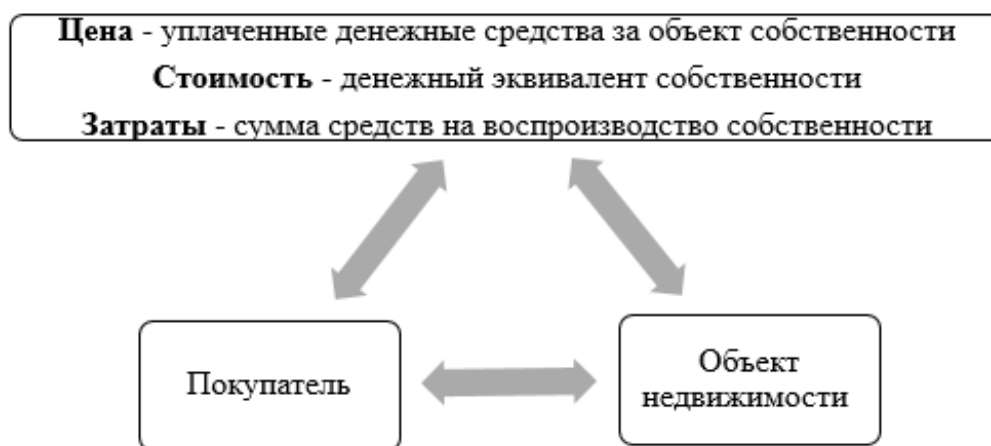 Цена - уплаченные денежные средства за объект собственности
Стоимость - денежный эквивалент собственности
Затраты - сумма средств на воспроизводство собственности
Покупатель
Объект
недвижимости